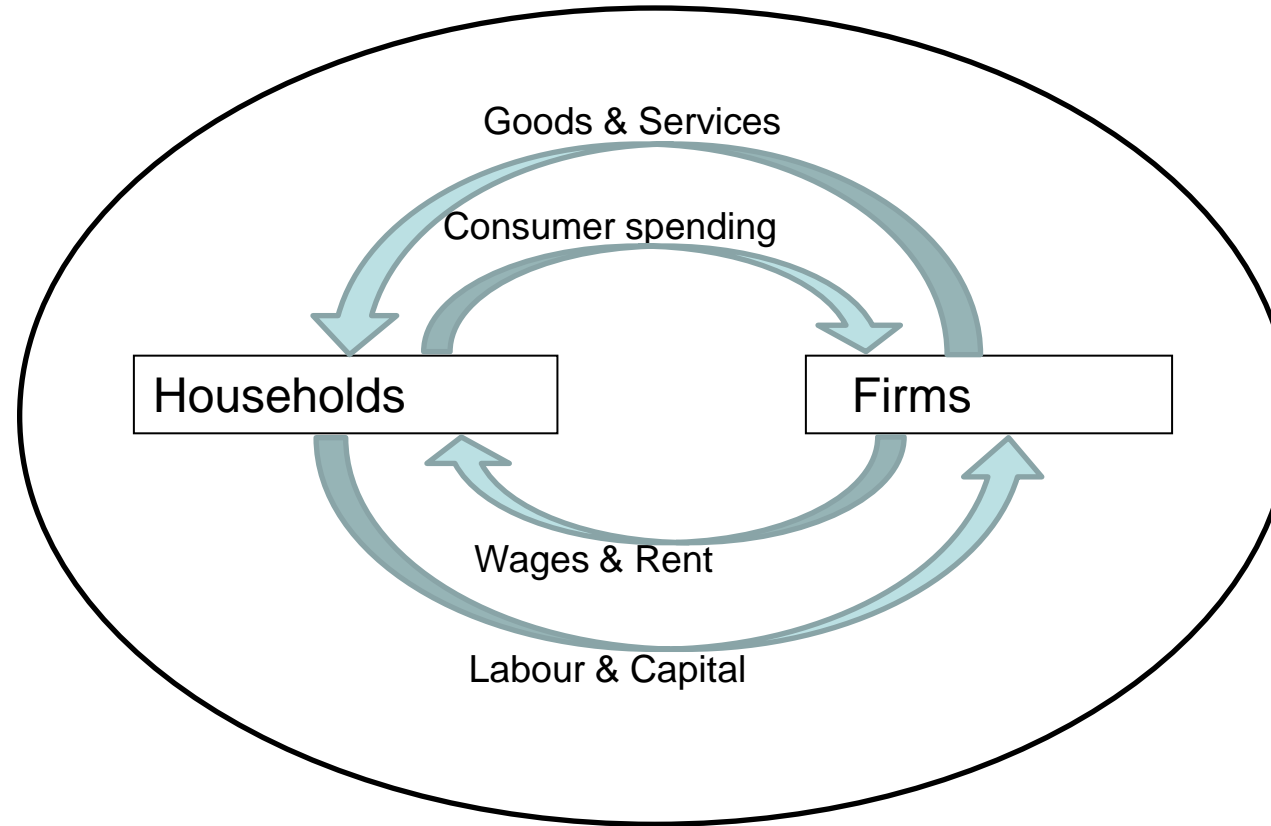 Goods & Services
Consumer spending
Households
Firms
Wages & Rent
Labour & Capital